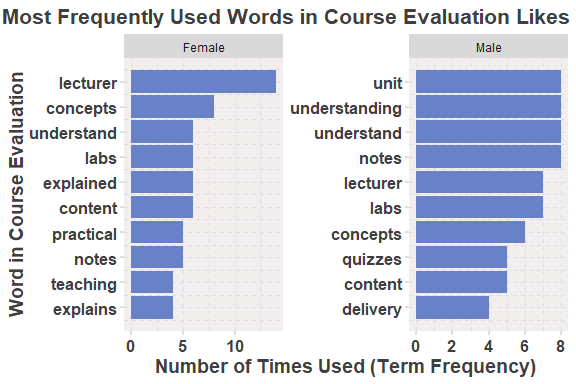 Most Frequently Used Words in Course Evaluation Likes
Female
Male
Word in Course Evaluation
lecturer
concepts
understand
labs
explained
content
practical
notes
teaching
explains
0 5 10
unit
understanding
understand
notes
lecturer
labs
concepts
quizzes
content
delivery
0 2 4 6 8
Number of Times Used (Term Frequency)